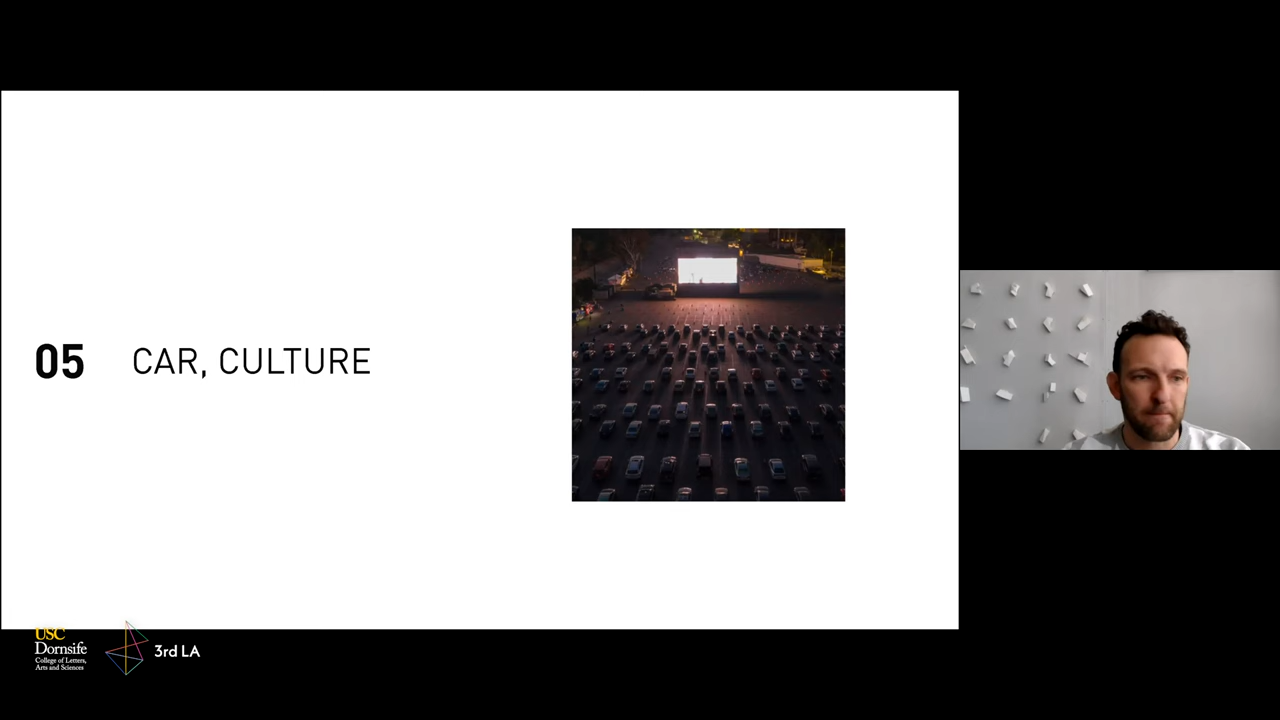 05 CAR, CULTURE
USC
Dornsife
College of Letters,
Arts and Sciences
3rd LA